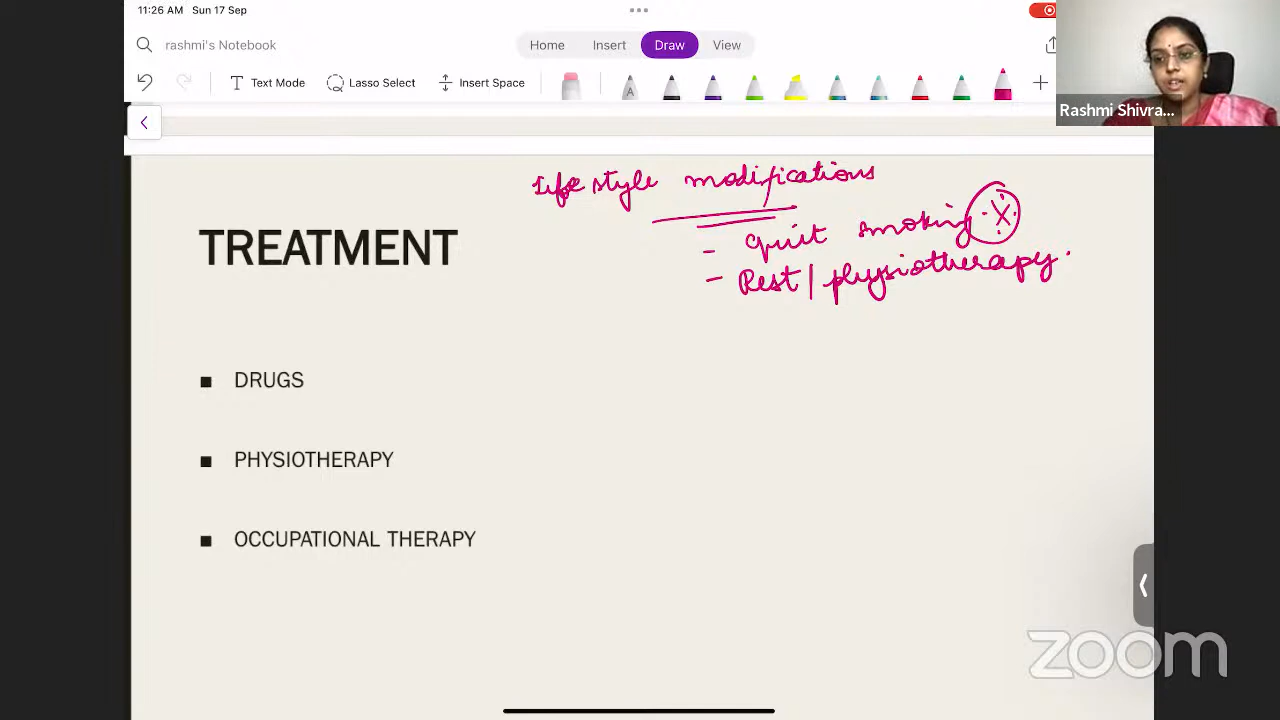 11:26 AM Sun 17 Sep
rashmi's Notebook
Home Insert Draw View
Text Mode Lasso Select Insert Space
Rashmi Shivra...
Life style modifications
- Quit smoking
- Rest / physiotherapy.
TREATMENT
■ DRUGS
■ PHYSIOTHERAPY
■ OCCUPATIONAL THERAPY
zoom